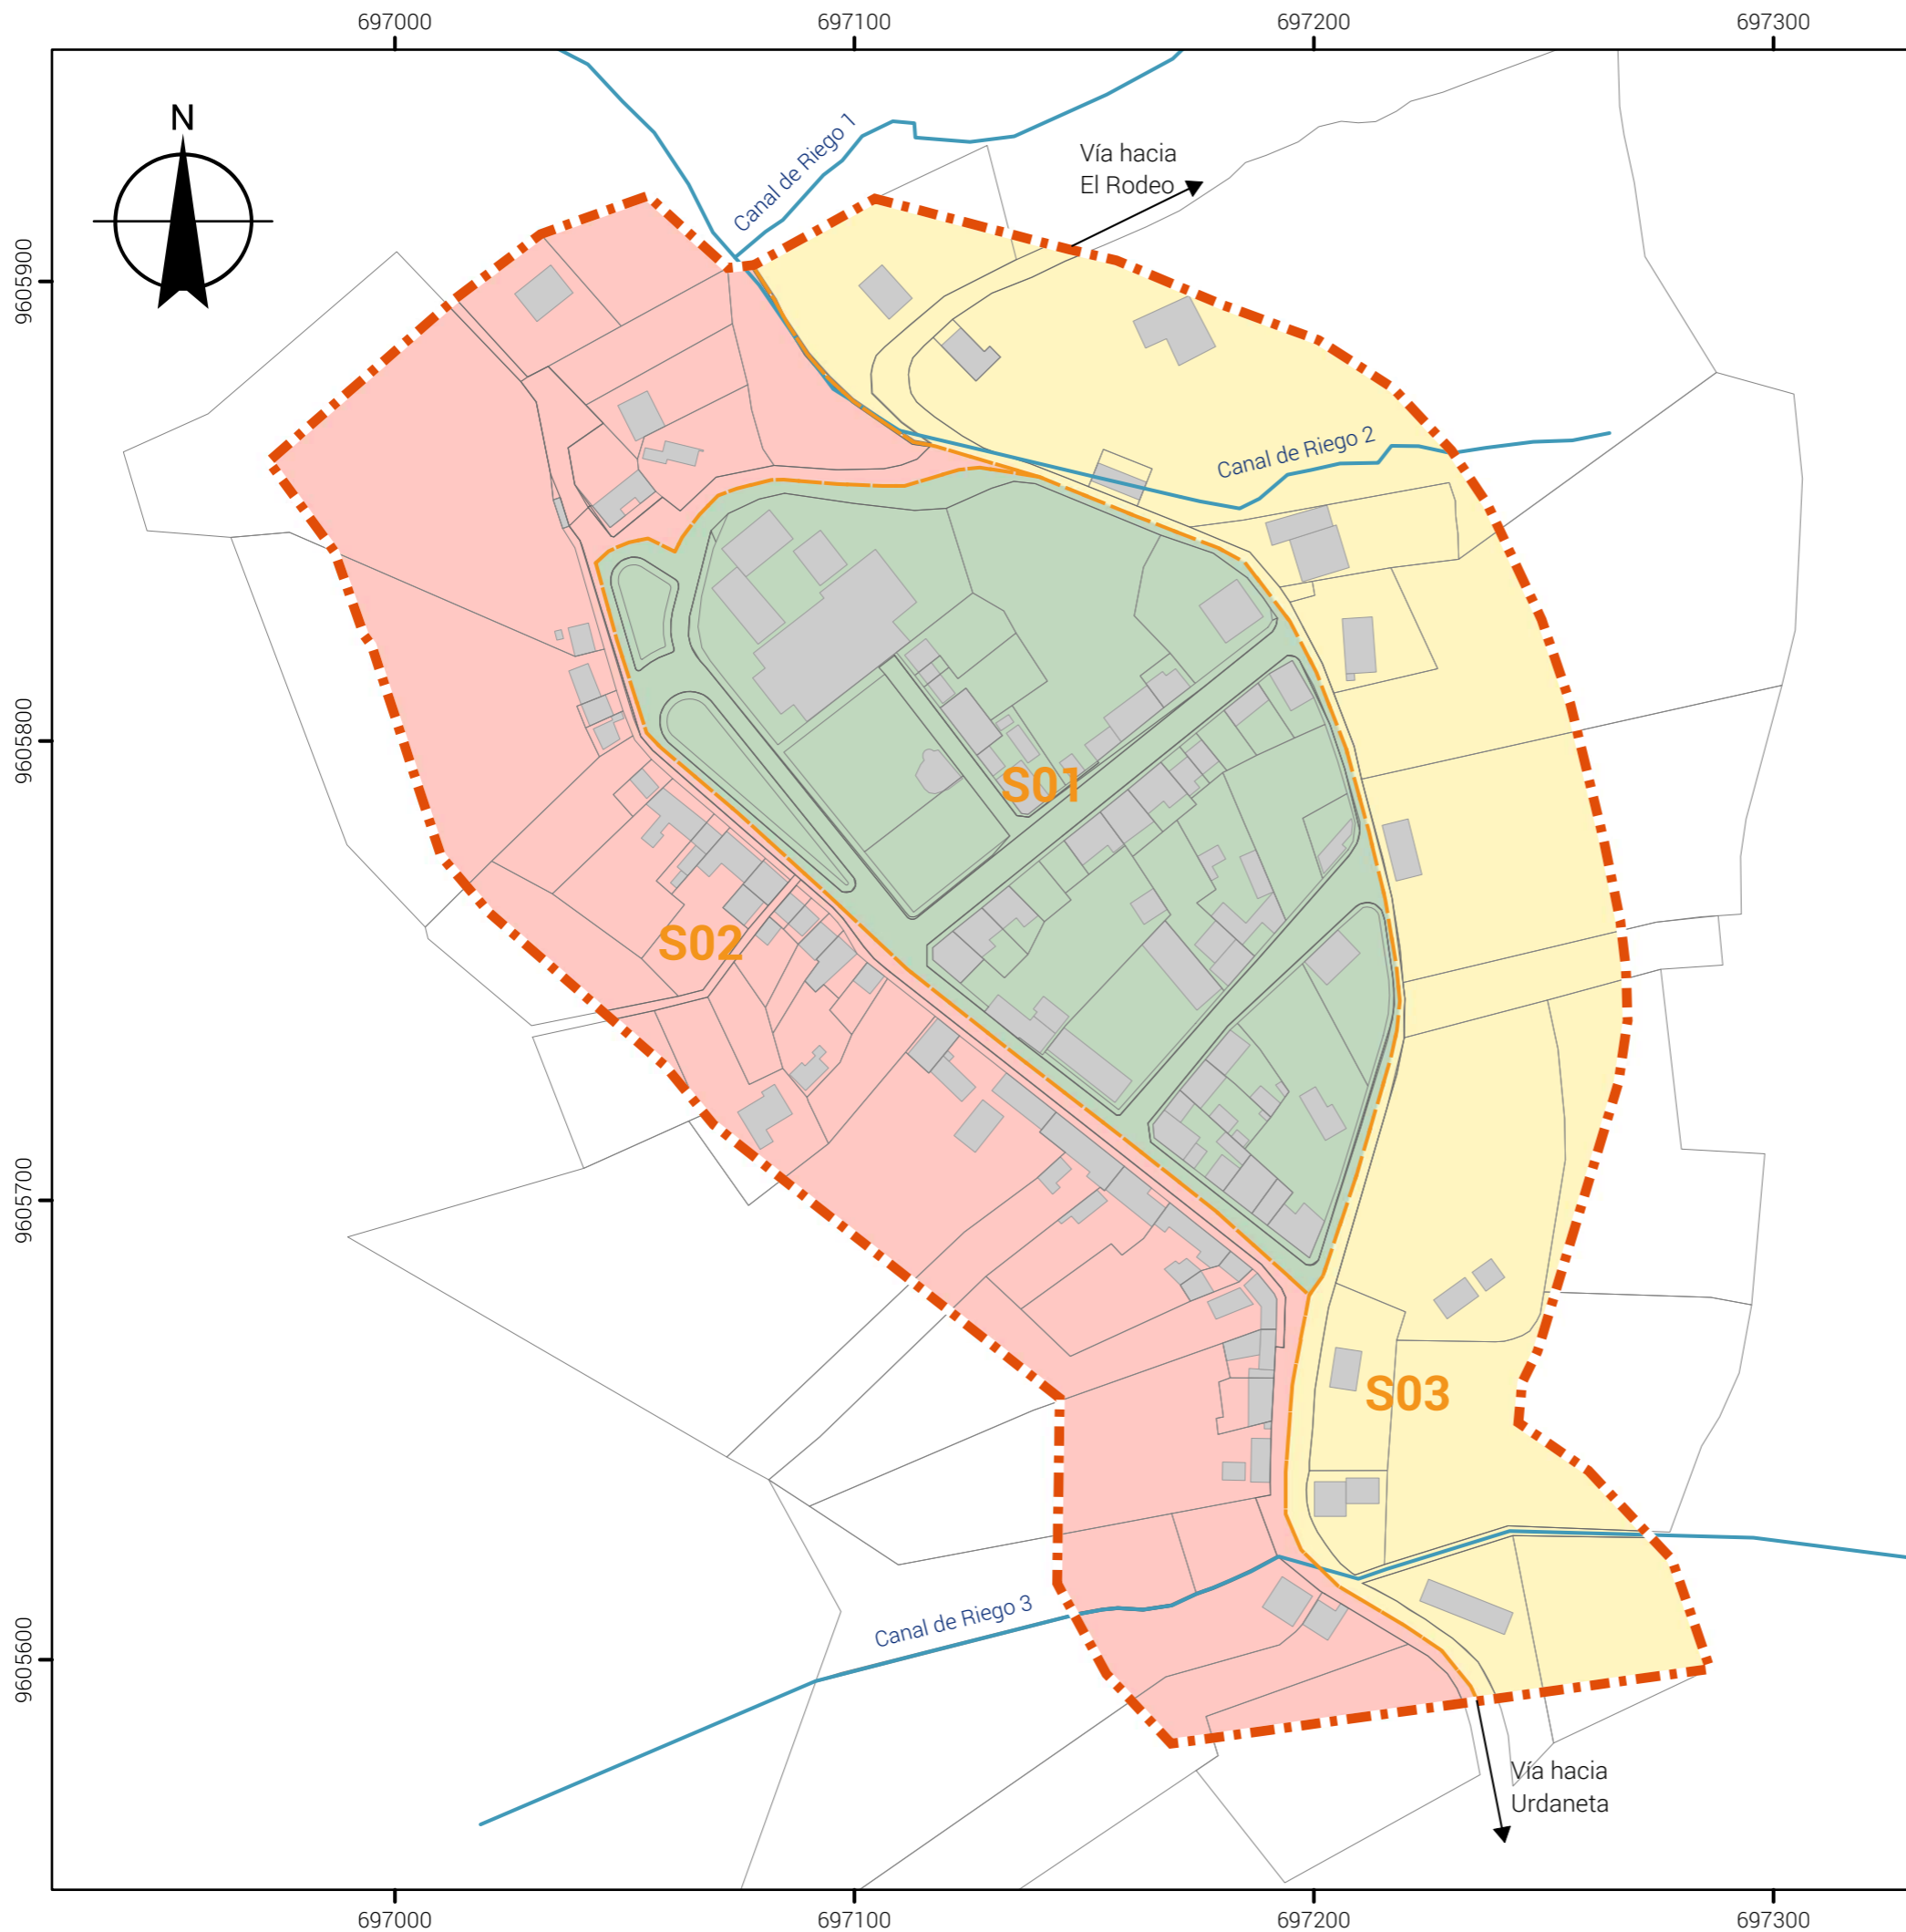 697000
697100
697200
697300
N
Canal de Riego 1
Vía hacia
El Rodeo
9605900
Canal de Riego 2
9605800
S01
S02
9605700
S03
Canal de Riego 3
9605600
Vía hacia
Urdaneta
697000
697100
697200
697300